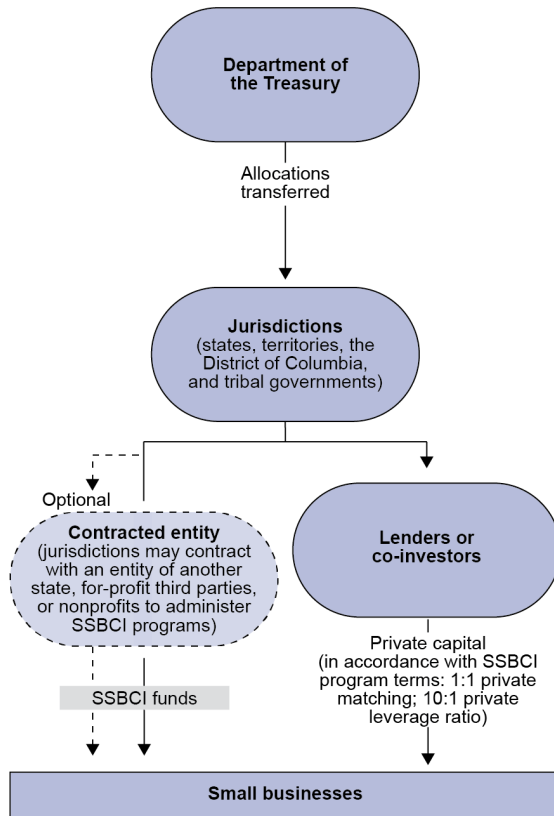 Department of
the Treasury
Allocations
transferred
Jurisdictions
(states, territories, the
District of Columbia,
and tribal governments)
Optional
Contracted entity
(jurisdictions may contract
with an entity of another
state, for-profit third parties,
or nonprofits to administer
SSBCI programs)
Lenders or
co-investors
SSBCI funds
Private capital
(in accordance with SSBCI
program terms: 1:1 private
matching; 10:1 private
leverage ratio)
Small businesses